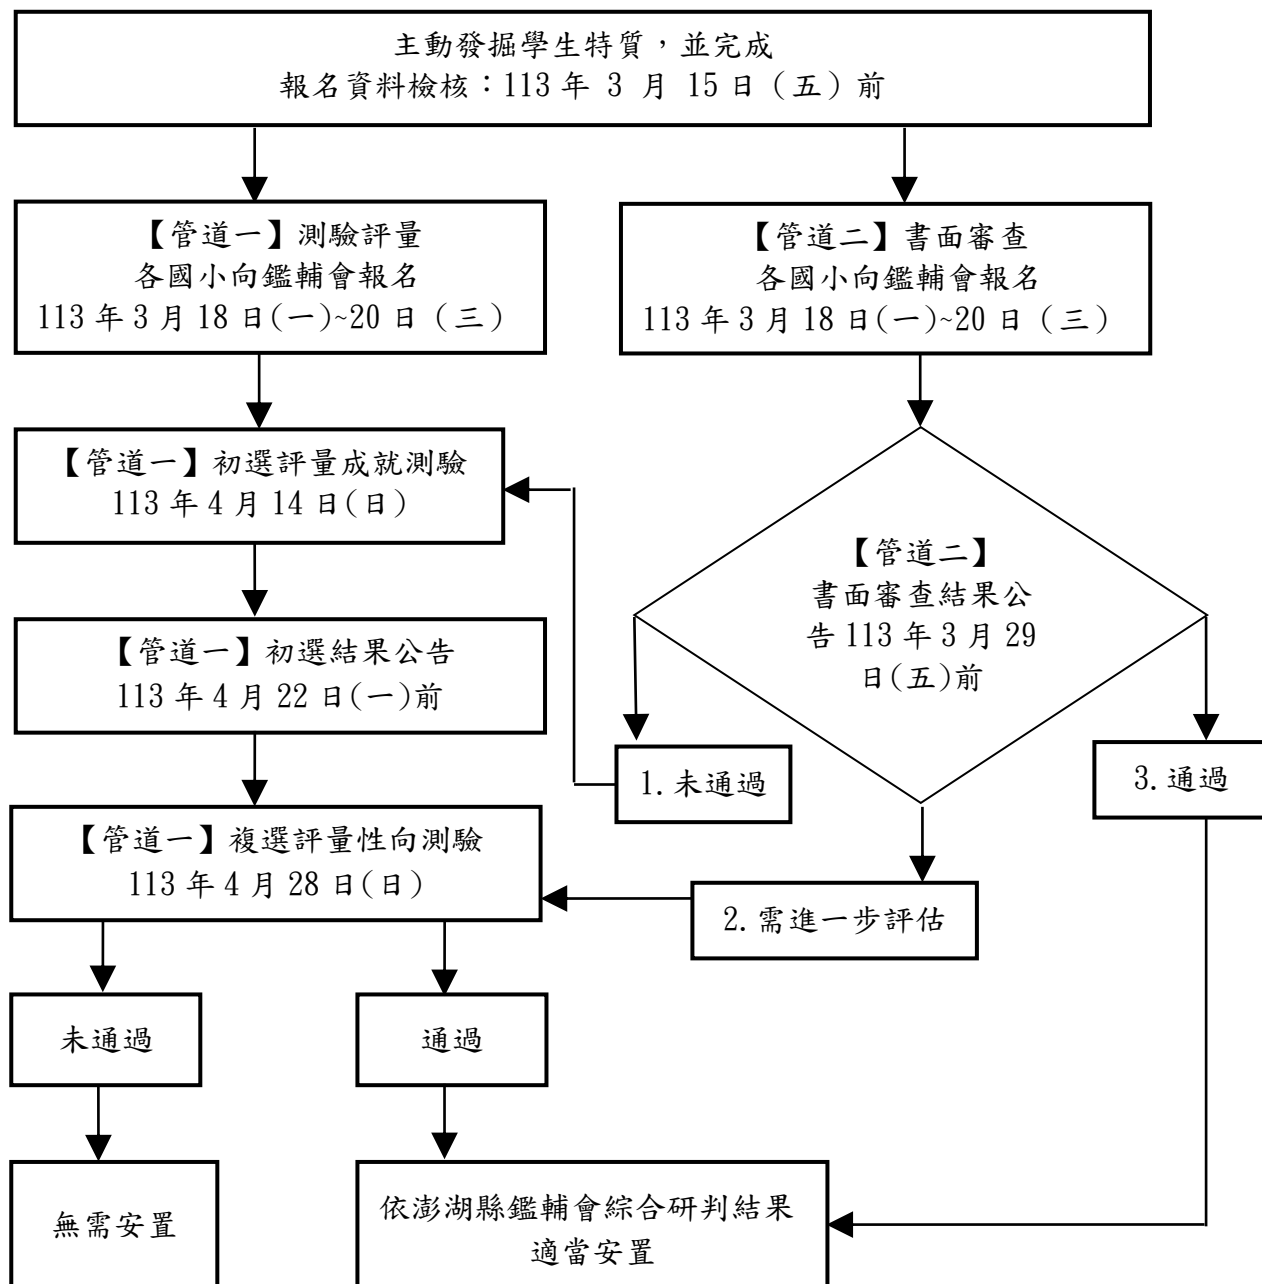 主動發掘學生特質，並完成
報名資料檢核：113 年 3 月 15 日（五）前
【管道一】測驗評量
各國小向鑑輔會報名
113 年 3 月 18 日(一)~20 日（三）
【管道二】書面審查
各國小向鑑輔會報名
113 年 3 月 18 日(一)~20 日（三）
【管道一】初選評量成就測驗
113 年 4 月 14 日(日)
【管道二】
書面審查結果公
告 113 年 3 月 29
日(五)前
【管道一】初選結果公告
113 年 4 月 22 日(一)前
1.未通過
3.通過
【管道一】複選評量性向測驗
113 年 4 月 28 日(日)
2.需進一步評估
未通過
通過
無需安置
依澎湖縣鑑輔會綜合研判結果
適當安置